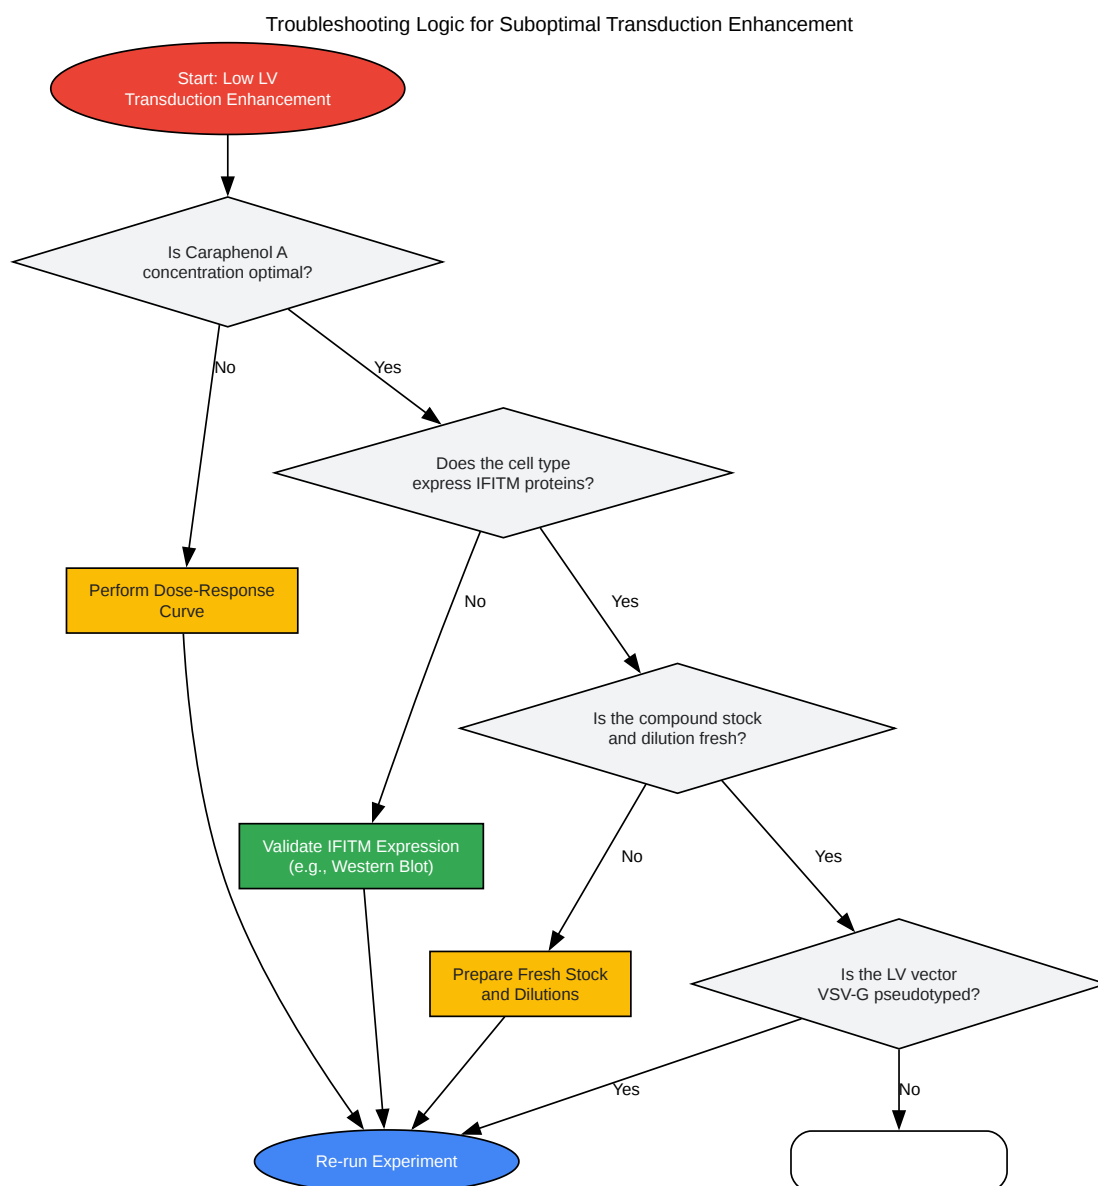 Troubleshooting Logic for Suboptimal Transduction Enhancement
Start: Low LV
Transduction Enhancement
Is Caraphenol A
concentration optimal?
No
Yes
Does the cell type
express IFITM proteins?
Perform Dose-Response
Curve
No
Yes
Is the compound stock
and dilution fresh?
Validate IFITM Expression
(e.g., Western Blot)
No
Yes
Prepare Fresh Stock
and Dilutions
Is the LV vector
VSV-G pseudotyped?
Yes
No
Re-run Experiment